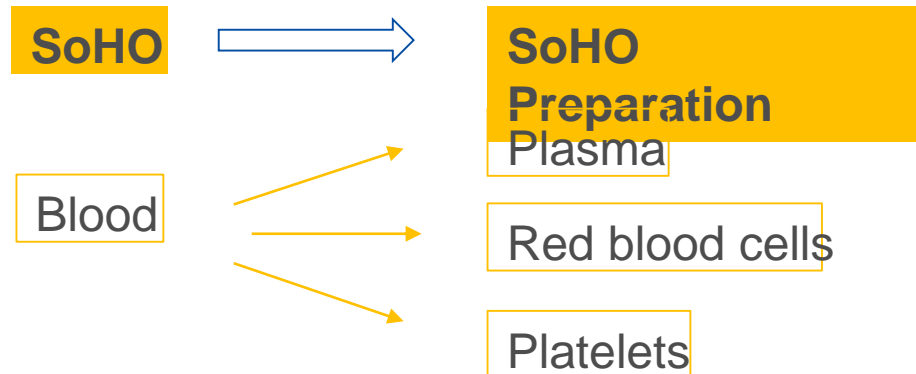 SoHO
SoHO
Preparation
Plasma
Blood
Red blood cells
Platelets